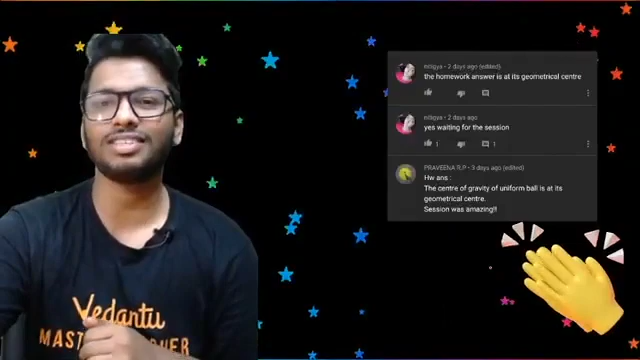 nitigya • 2 days ago (edited)
the homework answer is at its geometrical centre
nitigya • 2 days ago
yes waiting for the session
1
1
PRAVEENA R.P • 3 days ago (edited)
Hw ans :
The centre of gravity of uniform ball is at its
geometrical centre.
Session was amazing!!
Vedantu
MAST